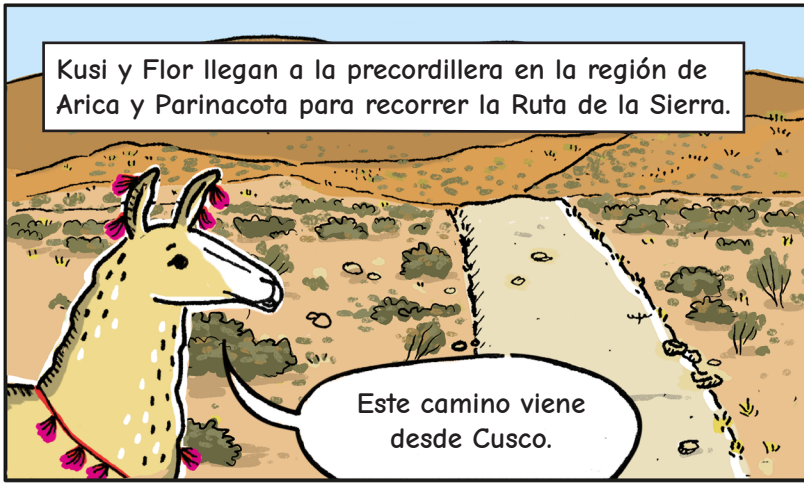 Kusi y Flor llegan a la precordillera en la región de
Arica y Parinacota para recorrer la Ruta de la Sierra.
Este camino viene
desde Cusco.